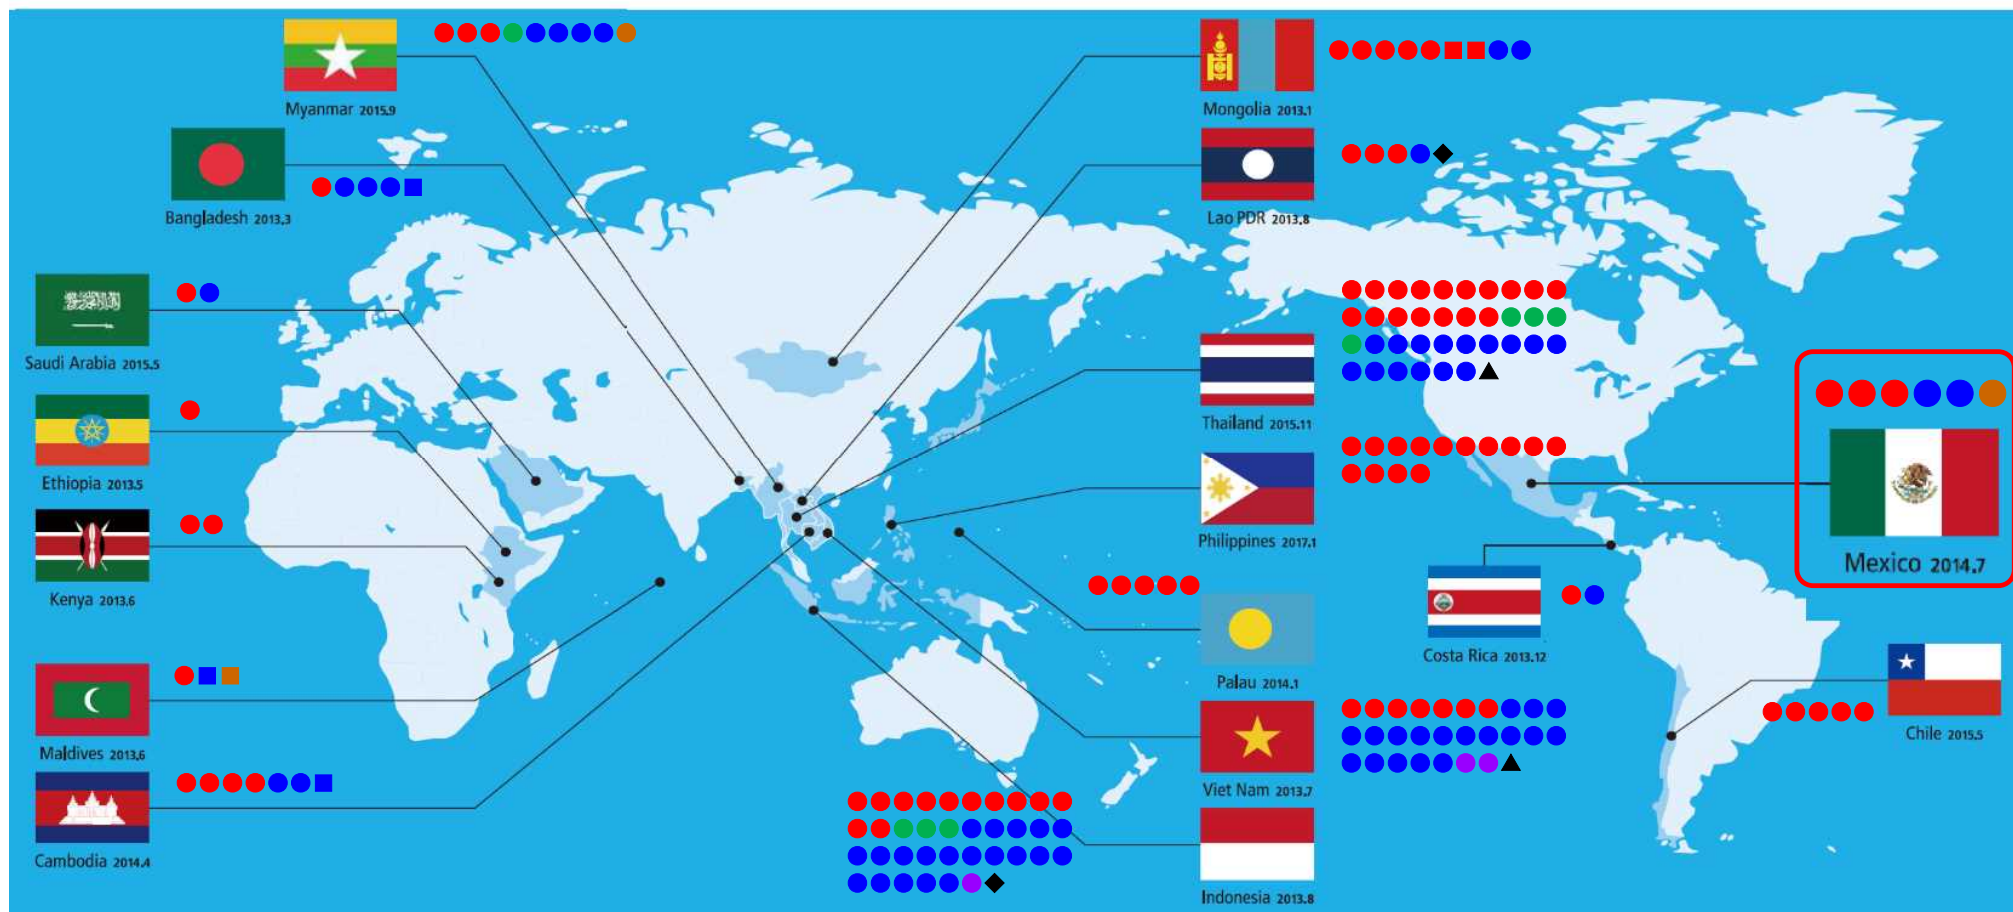 Myanmar 2015.9
Mongolia 2013.1
Bangladesh 2013.3
Lao PDR 2013.8
Saudi Arabia 2015.5
Thailand 2015.11
Ethiopia 2013.5
Philippines 2017.1
Mexico 2014.7
Kenya 2013.6
Costa Rica 2013.12
Palau 2014.1
Chile 2015.5
Maldives 2013.6
Viet Nam 2013.7
Cambodia 2014.4
Indonesia 2013.8